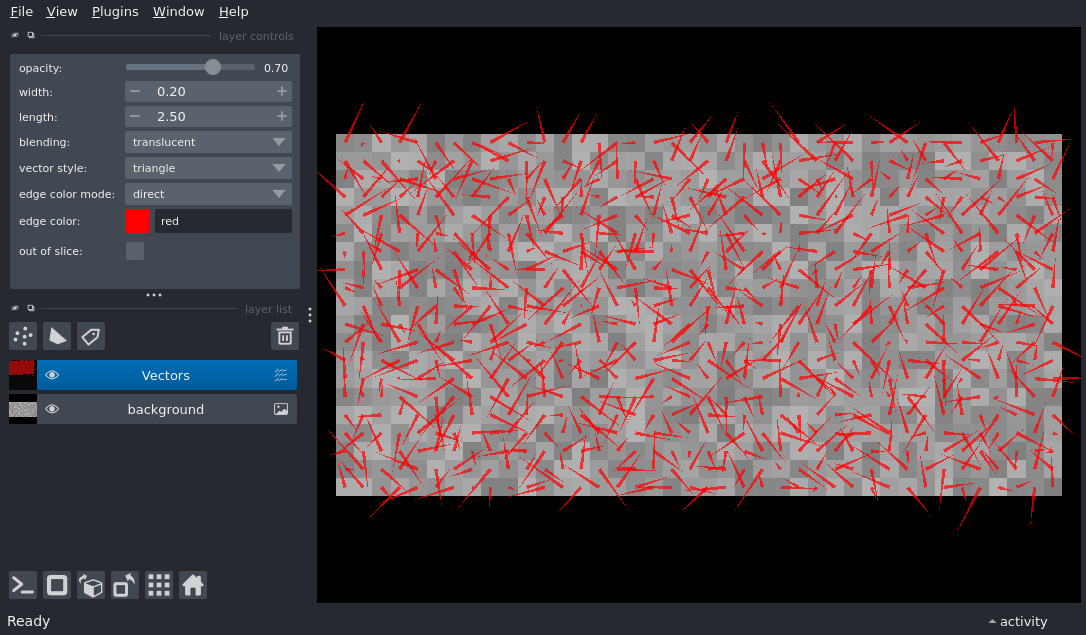 File View Plugins Window Help
layer controls
opacity: 0.70
width: − 0.20 +
length: − 2.50 +
blending: translucent
vector style: triangle
edge color mode: direct
edge color: red
out of slice:
layer list
Vectors
background
Ready
activity